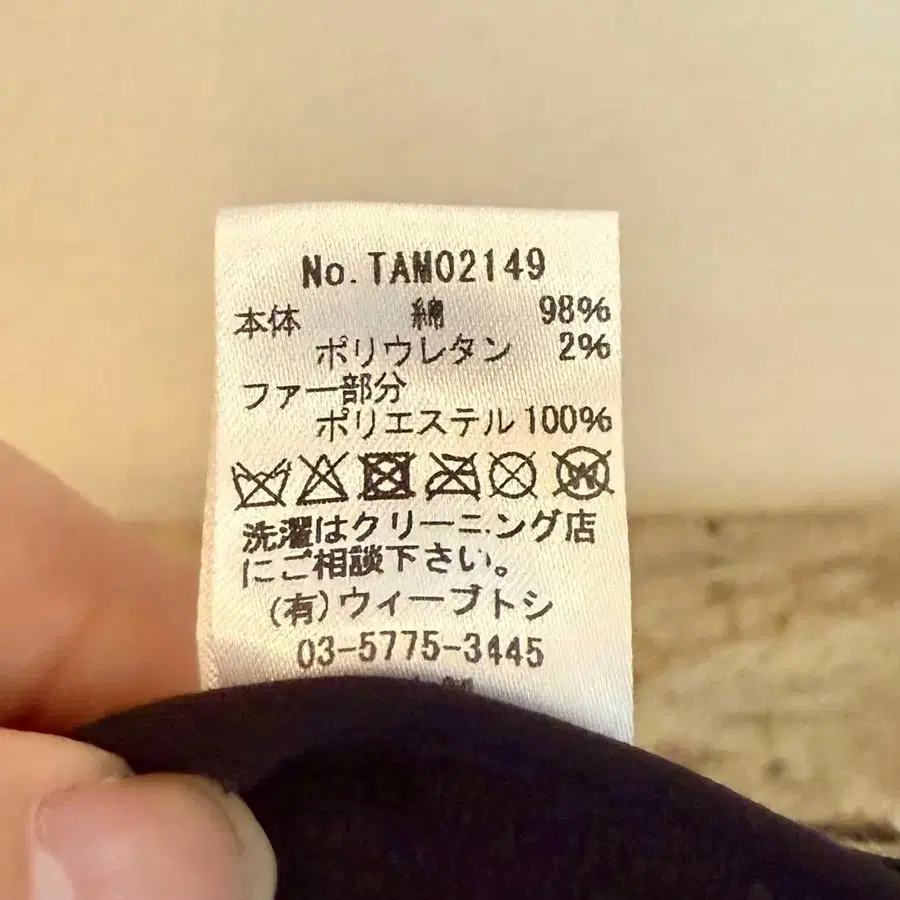 No.TAM02149
本体 綿 98%
ポリウレタン 2%
ファー部分
ポリエステル 100%
洗濯はクリーニング店
にご相談下さい。
(有)ウィーブトシ
03-5775-3445